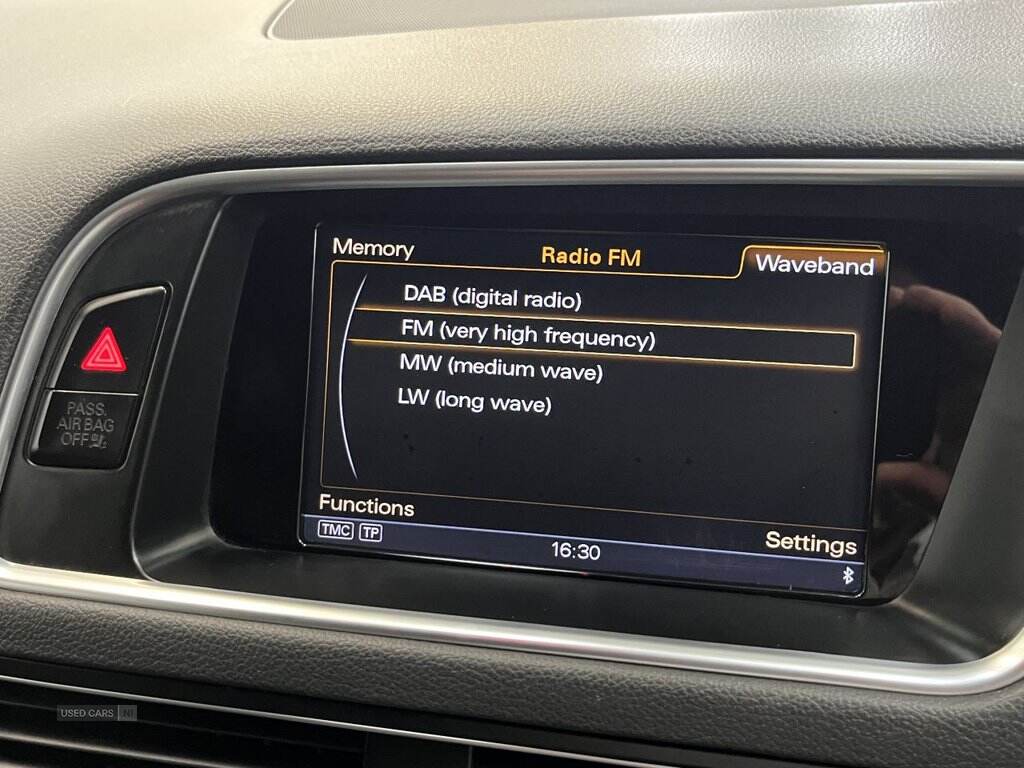 Memory
Radio FM
Waveband
DAB (digital radio)
FM (very high frequency)
MW (medium wave)
LW (long wave)
PASS.
AIR BAG
OFF
Functions
Settings
TMC TP
16:30
USED CARS NI